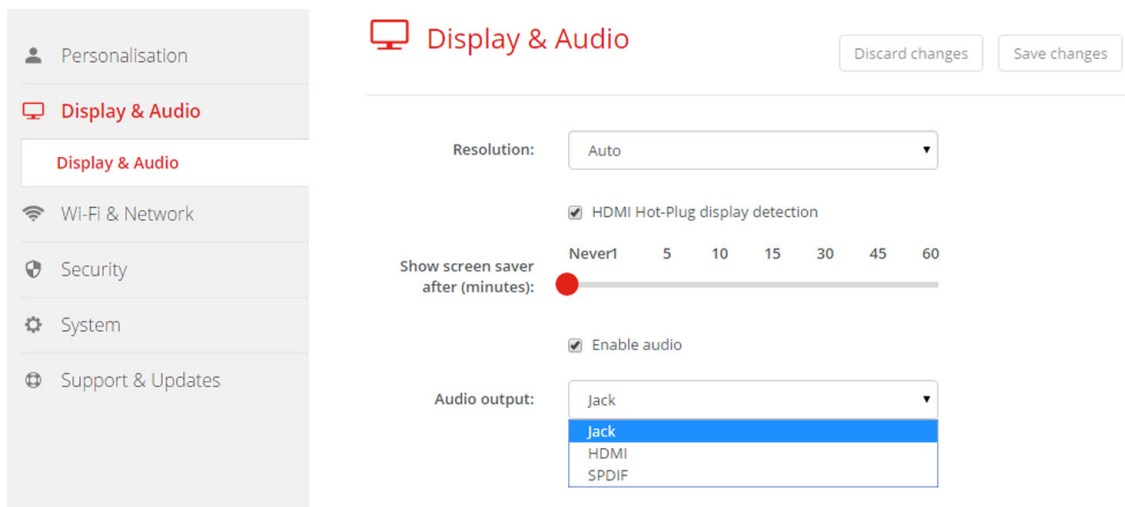 Personalisation
Display & Audio
Display & Audio
Wi-Fi & Network
Security
System
Support & Updates
Display & Audio
Discard changes
Save changes
Resolution:
Auto
HDMI Hot-Plug display detection
Show screen saver
after (minutes):
Never 1 5 10 15 30 45 60
Enable audio
Audio output:
Jack
Jack
HDMI
SPDIF